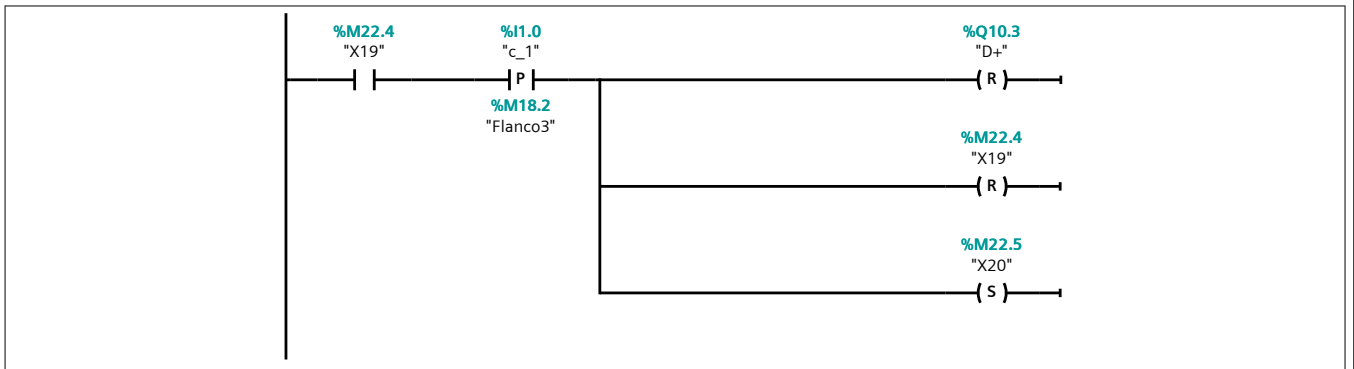 %M22.4
"X19"
%I1.0
"c_1"
P
%M18.2
"Flanco3"
%Q10.3
"D+"
R
%M22.4
"X19"
R
%M22.5
"X20"
S